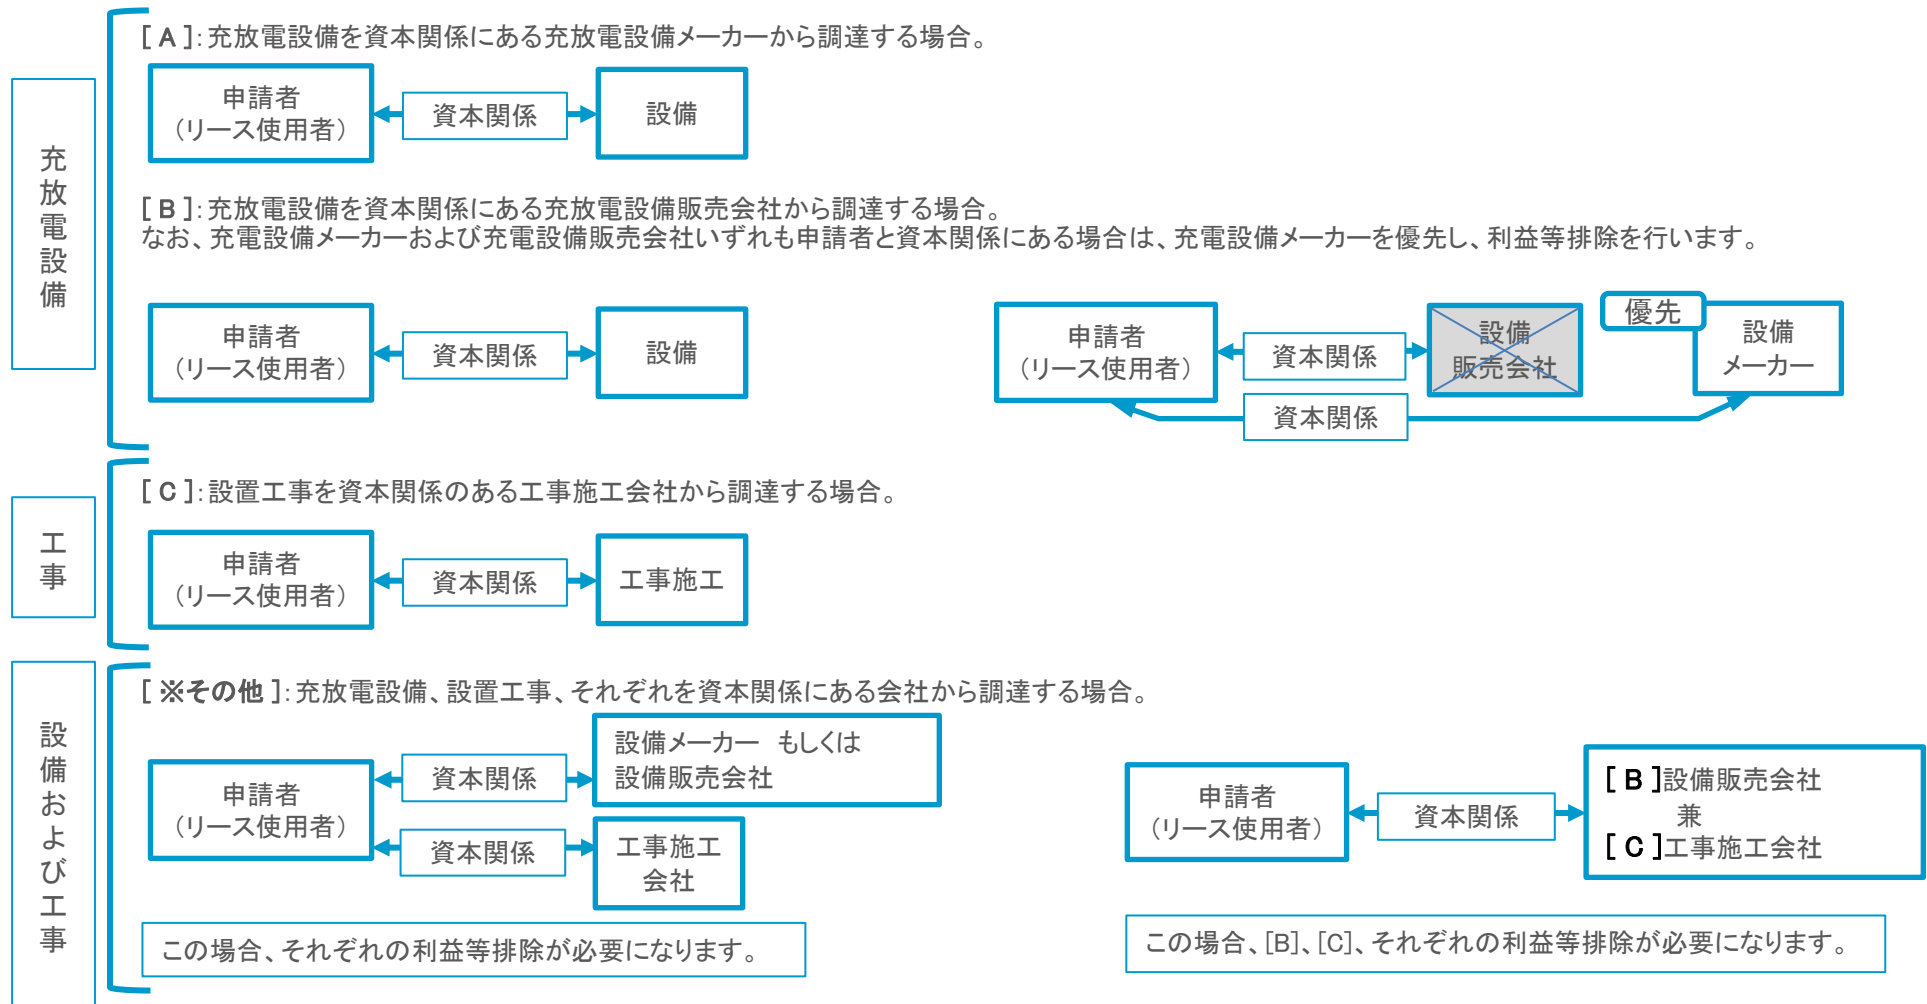 充放電設備
[ A ]：充放電設備を資本関係にある充放電設備メーカーから調達する場合。
申請者
（リース使用者）
資本関係
設備
[ B ]：充放電設備を資本関係にある充放電設備販売会社から調達する場合。
なお、充電設備メーカーおよび充電設備販売会社いずれも申請者と資本関係にある場合は、充電設備メーカーを優先し、利益等排除を行います。
申請者
（リース使用者）
資本関係
設備
申請者
（リース使用者）
資本関係
設備
販売会社
優先
設備
メーカー
資本関係
工事
[ C ]：設置工事を資本関係のある工事施工会社から調達する場合。
申請者
（リース使用者）
資本関係
工事施工
設備および工事
[ ※その他 ]：充放電設備、設置工事、それぞれを資本関係にある会社から調達する場合。
申請者
（リース使用者）
資本関係
設備メーカー　もしくは
設備販売会社
資本関係
工事施工
会社
この場合、それぞれの利益等排除が必要になります。
申請者
（リース使用者）
資本関係
[ B ]設備販売会社
兼
[ C ]工事施工会社
この場合、[B]、[C]、それぞれの利益等排除が必要になります。